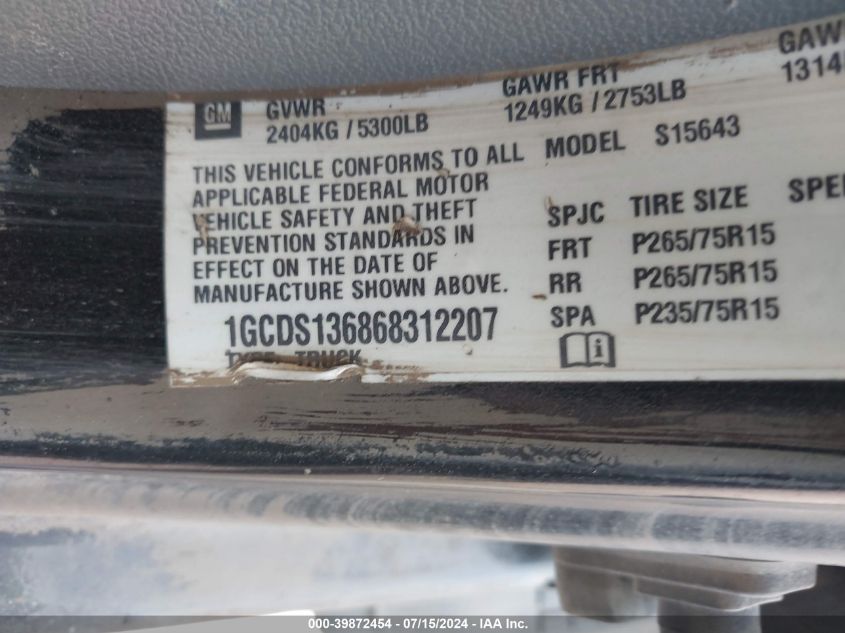 GM GVWR GAWR FRT GAW
2404KG / 5300LB 1249KG / 2753LB 1314
THIS VEHICLE CONFORMS TO ALL MODEL S15643
APPLICABLE FEDERAL MOTOR
VEHICLE SAFETY AND THEFT SPJC TIRE SIZE SPE
PREVENTION STANDARDS IN FRT P265/75R15
EFFECT ON THE DATE OF RR P265/75R15
MANUFACTURE SHOWN ABOVE. SPA P235/75R15
1GCDS136868312207
TYPE: TRUCK
000-39872454 - 07/15/2024 - IAA Inc.